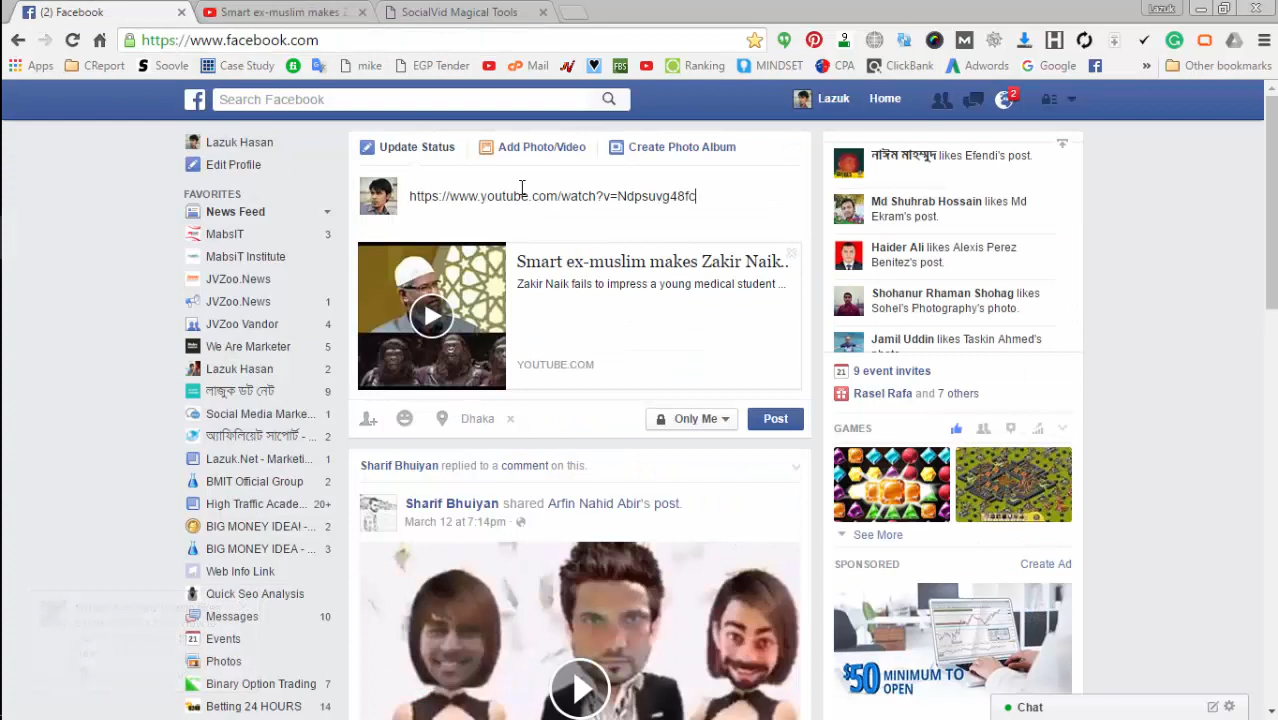 (2) Facebook
Smart ex-muslim makes Z
SocialVid Magical Tools
Lazuk
https://www.facebook.com
9
Apps
CReport
Soovle
Case Study
mike
EGP Tender
Mail
FBS
Ranking
MINDSET
CPA
ClickBank
Adwords
Google
»
Other bookmarks
Search Facebook
Lazuk
Home
2
Lazuk Hasan
Edit Profile
FAVORITES
News Feed
MabsIT 3
MabsiT Institute
JVZoo.News
JVZoo.News 1
JVZoo Vandor 4
We Are Marketer 5
Lazuk Hasan 2
লাজুক ডট নেট 9
Social Media Marke... 2
অ্যাফিলিয়েট সাপোর্ট - ... 2
Lazuk.Net - Marketi...
BMIT Official Group 2
High Traffic Acade... 20+
BIG MONEY IDEA! -... 2
BIG MONEY IDEA - ... 3
Web Info Link
Quick Seo Analysis
Messages 10
Events
Photos
Binary Option Trading 7
Betting 24 HOURS 14
Update Status
Add Photo/Video
Create Photo Album
https://www.youtube.com/watch?v=Ndpsuvg48fc
Smart ex-muslim makes Zakir Naik..
Zakir Naik fails to impress a young medical student ...
YOUTUBE.COM
Dhaka ×
Only Me
Post
Sharif Bhuiyan replied to a comment on this.
Sharif Bhuiyan shared Arfin Nahid Abir's post.
March 12 at 7:14pm ·
নাঈম মাহমুদ likes Efendi's post.
Md Shuhrab Hossain likes Md
Ekram's post.
Haider Ali likes Alexis Perez
Benitez's post.
Shohanur Rhaman Shohag likes
Sohel's Photography's photo.
Jamil Uddin likes Taskin Ahmed's
21
9 event invites
Rasel Rafa and 7 others
GAMES
See More
SPONSORED
Create Ad
$50 MINIMUM TO
OPEN
Chat